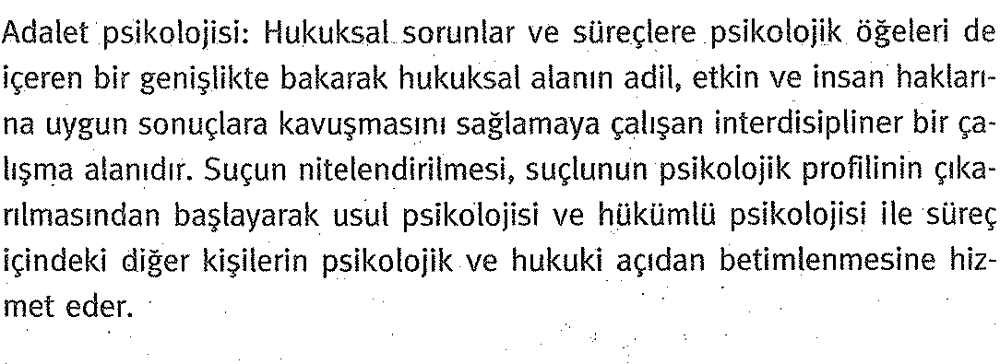 Adalet psikolojisi: Hukuksal sorunlar ve süreçlere psikolojik öğeleri de
içeren bir genişlikte bakarak hukuksal alanın adil, etkin ve insan hakları-
na uygun sonuçlara kavuşmasını sağlamaya çalışan interdisipliner bir ça-
lışma alanıdır. Suçun nitelendirilmesi, suçlunun psikolojik profilinin çıka-
rılmasından başlayarak usul psikolojisi ve hükümlü psikolojisi ile süreç
içindeki diğer kişilerin psikolojik ve hukuki açıdan betimlenmesine hiz-
met eder.